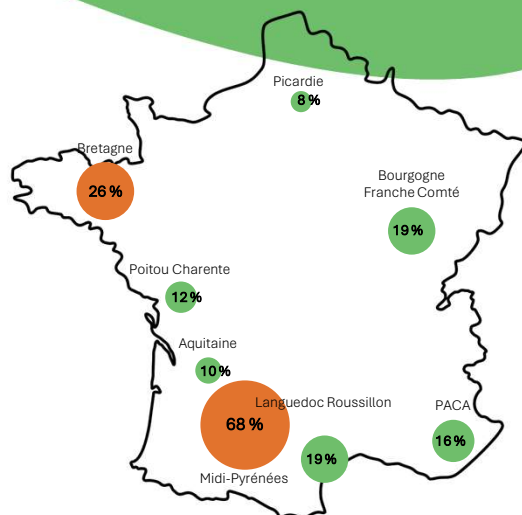 Picardie
8 %
Bretagne
26 %
Bourgogne
Franche Comté
19 %
Poitou Charente
12 %
Aquitaine
10 %
Languedoc Roussillon
19 %
68 %
Midi-Pyrénées
PACA
16 %